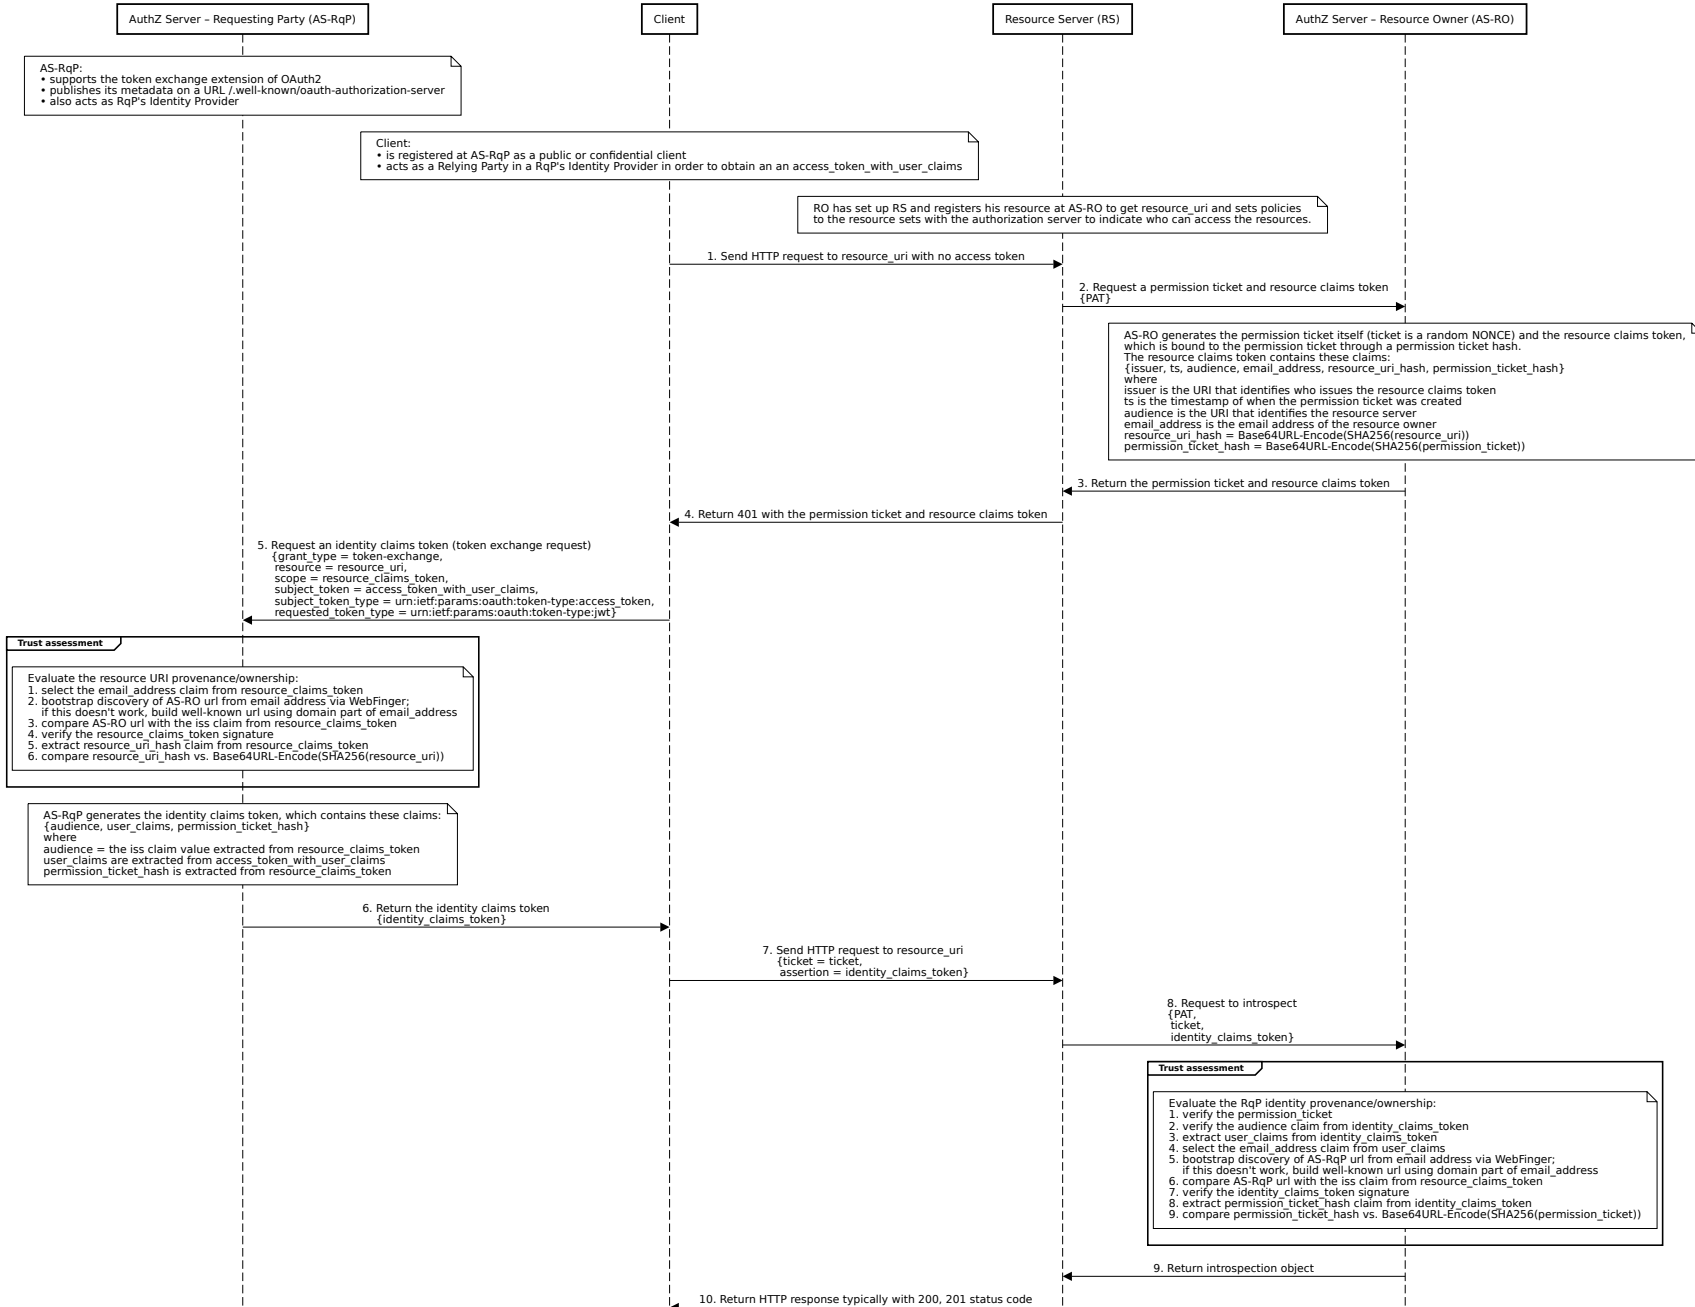 AuthZ Server – Requesting Party (AS-RqP)
Client
Resource Server (RS)
AuthZ Server – Resource Owner (AS-RO)
AS-RqP:
• supports the token exchange extension of OAuth2
• publishes its metadata on a URL /.well-known/oauth-authorization-server
• also acts as RqP's Identity Provider
Client:
• is registered at AS-RqP as a public or confidential client
• acts as a Relying Party in a RqP's Identity Provider in order to obtain an an access_token_with_user_claims
RO has set up RS and registers his resource at AS-RO to get resource_uri and sets policies
to the resource sets with the authorization server to indicate who can access the resources.
1. Send HTTP request to resource_uri with no access token
2. Request a permission ticket and resource claims token
{PAT}
AS-RO generates the permission ticket itself (ticket is a random NONCE) and the resource claims token,
which is bound to the permission ticket through a permission ticket hash.
The resource claims token contains these claims:
{issuer, ts, audience, email_address, resource_uri_hash, permission_ticket_hash}
where
issuer is the URI that identifies who issues the resource claims token
ts is the timestamp of when the permission ticket was created
audience is the URI that identifies the resource server
email_address is the email address of the resource owner
resource_uri_hash = Base64URL-Encode(SHA256(resource_uri))
permission_ticket_hash = Base64URL-Encode(SHA256(permission_ticket))
3. Return the permission ticket and resource claims token
4. Return 401 with the permission ticket and resource claims token
5. Request an identity claims token (token exchange request)
{grant_type = token-exchange,
resource = resource_uri,
scope = resource_claims_token,
subject_token = access_token_with_user_claims,
subject_token_type = urn:ietf:params:oauth:token-type:access_token,
requested_token_type = urn:ietf:params:oauth:token-type:jwt}
Trust assessment
Evaluate the resource URI provenance/ownership:
1. select the email_address claim from resource_claims_token
2. bootstrap discovery of AS-RO url from email address via WebFinger;
if this doesn't work, build well-known url using domain part of email_address
3. compare AS-RO url with the iss claim from resource_claims_token
4. verify the resource_claims_token signature
5. extract resource_uri_hash claim from resource_claims_token
6. compare resource_uri_hash vs. Base64URL-Encode(SHA256(resource_uri))
AS-RqP generates the identity claims token, which contains these claims:
{audience, user_claims, permission_ticket_hash}
where
audience = the iss claim value extracted from resource_claims_token
user_claims are extracted from access_token_with_user_claims
permission_ticket_hash is extracted from resource_claims_token
6. Return the identity claims token
{identity_claims_token}
7. Send HTTP request to resource_uri
{ticket = ticket,
assertion = identity_claims_token}
8. Request to introspect
{PAT,
ticket,
identity_claims_token}
Trust assessment
Evaluate the RqP identity provenance/ownership:
1. verify the permission_ticket
2. verify the audience claim from identity_claims_token
3. extract user_claims from identity_claims_token
4. select the email_address claim from user_claims
5. bootstrap discovery of AS-RqP url from email address via WebFinger;
if this doesn't work, build well-known url using domain part of email_address
6. compare AS-RqP url with the iss claim from resource_claims_token
7. verify the identity_claims_token signature
8. extract permission_ticket_hash claim from identity_claims_token
9. compare permission_ticket_hash vs. Base64URL-Encode(SHA256(permission_ticket))
9. Return introspection object
10. Return HTTP response typically with 200, 201 status code